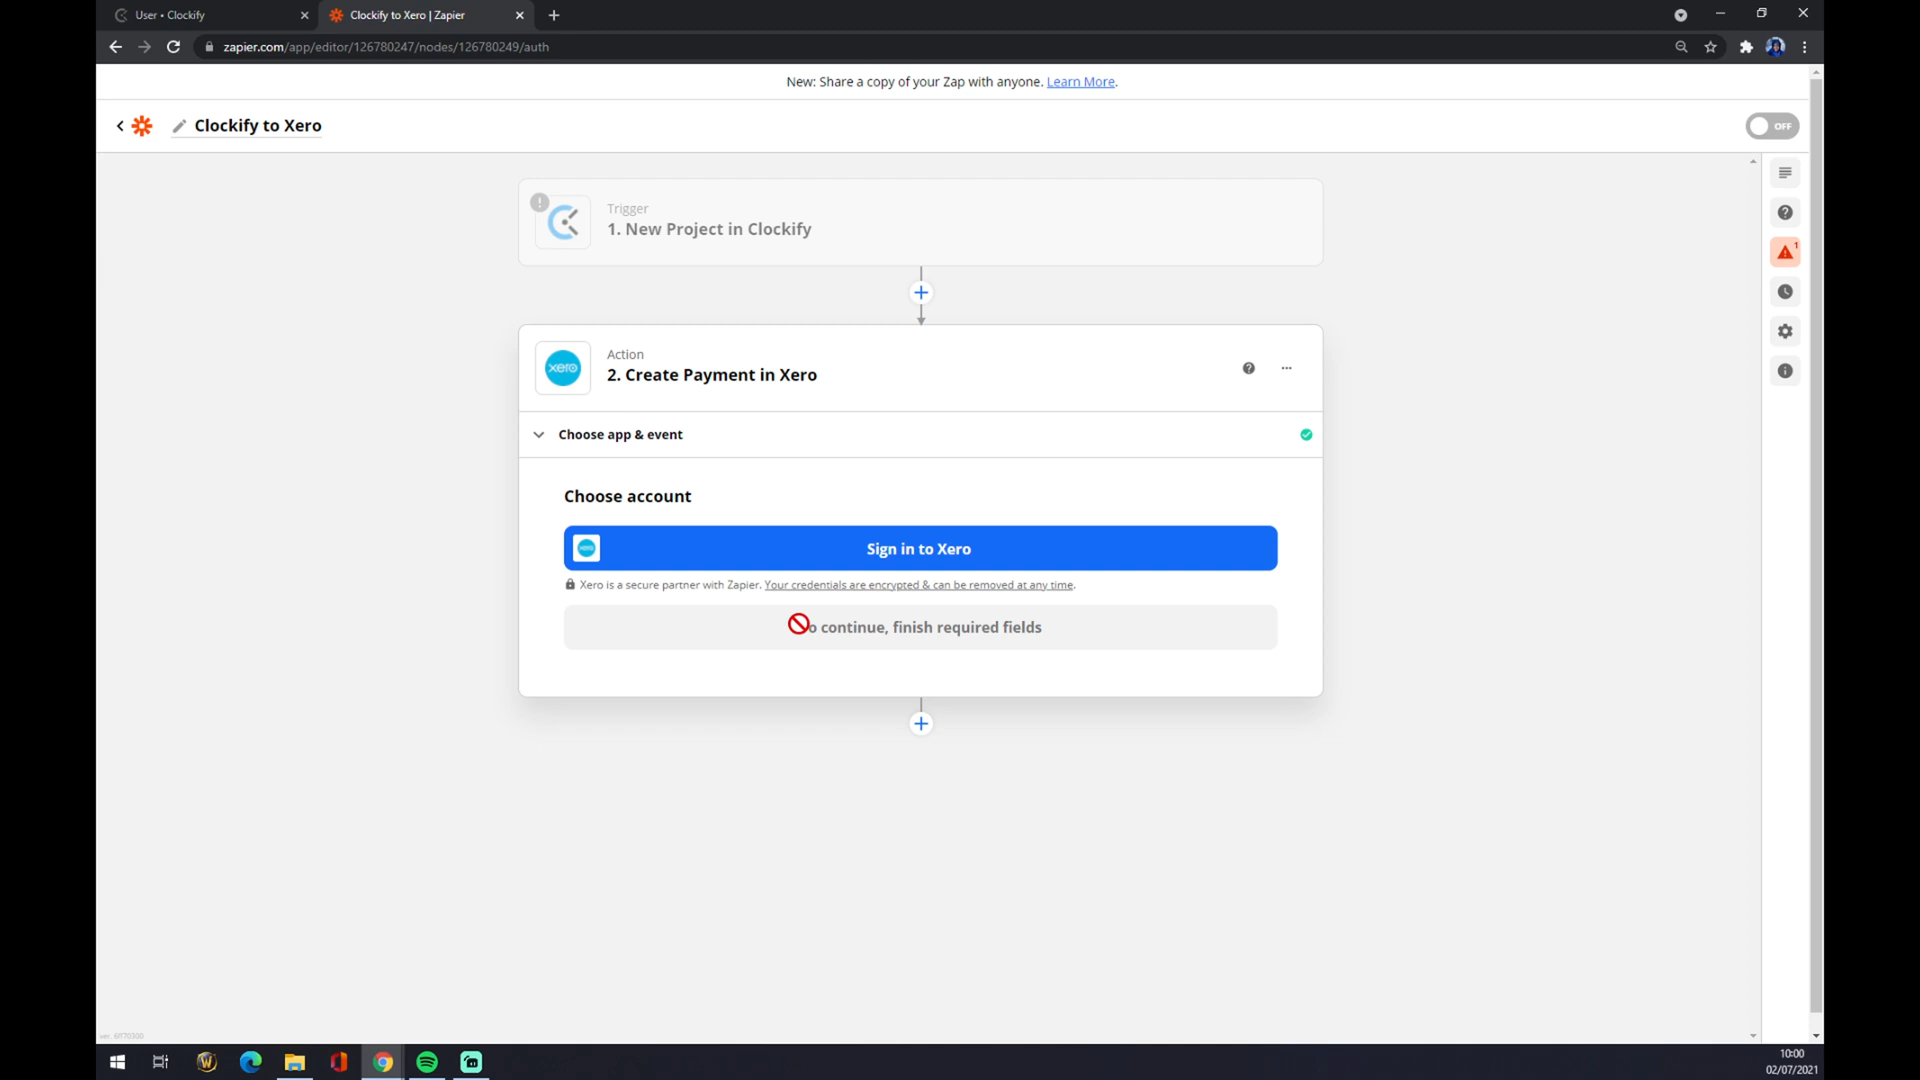 User • Clockify
Clockify to Xero | Zapier
zapier.com/app/editor/126780247/nodes/126780249/auth
New: Share a copy of your Zap with anyone. Learn More.
Clockify to Xero
OFF
Trigger
1. New Project in Clockify
1
Action
xero
2. Create Payment in Xero
Choose app & event
Choose account
Sign in to Xero
Xero is a secure partner with Zapier. Your credentials are encrypted & can be removed at any time.
o continue, finish required fields
10:00
02/07/2021